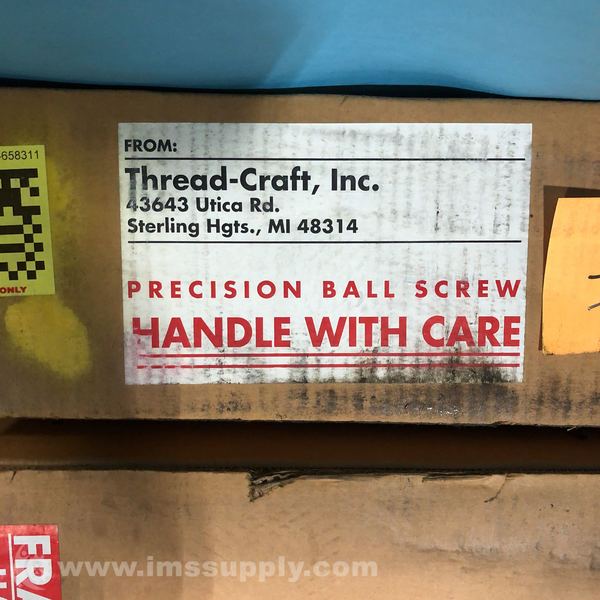 658311
ONLY
FROM:
Thread-Craft, Inc.
43643 Utica Rd.
Sterling Hgts., MI 48314
PRECISION BALL SCREW
HANDLE WITH CARE
FRA
www.imssupply.com